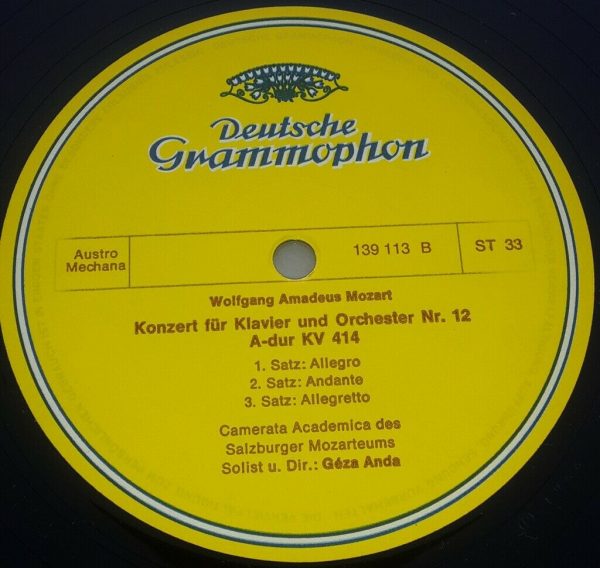 Deutsche
Grammophon
Austro
Mechana
139 113 B
ST 33
Wolfgang Amadeus Mozart
Konzert für Klavier und Orchester Nr. 12
A-dur KV 414
1. Satz: Allegro
2. Satz: Andante
3. Satz: Allegretto
Camerata Academica des
Salzburger Mozarteums
Solist u. Dir.: Géza Anda